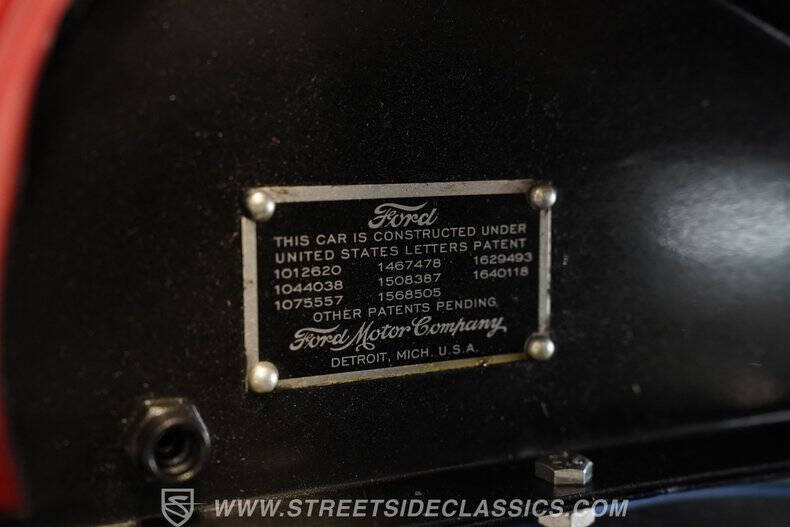 Ford
THIS CAR IS CONSTRUCTED UNDER
UNITED STATES LETTERS PATENT
1012620 1467478 1629493
1044038 1508387 1640118
1075557 1568505
OTHER PATENTS PENDING
Ford Motor Company
DETROIT, MICH. U.S.A.
WWW.STREETSIDECLASSICS.COM